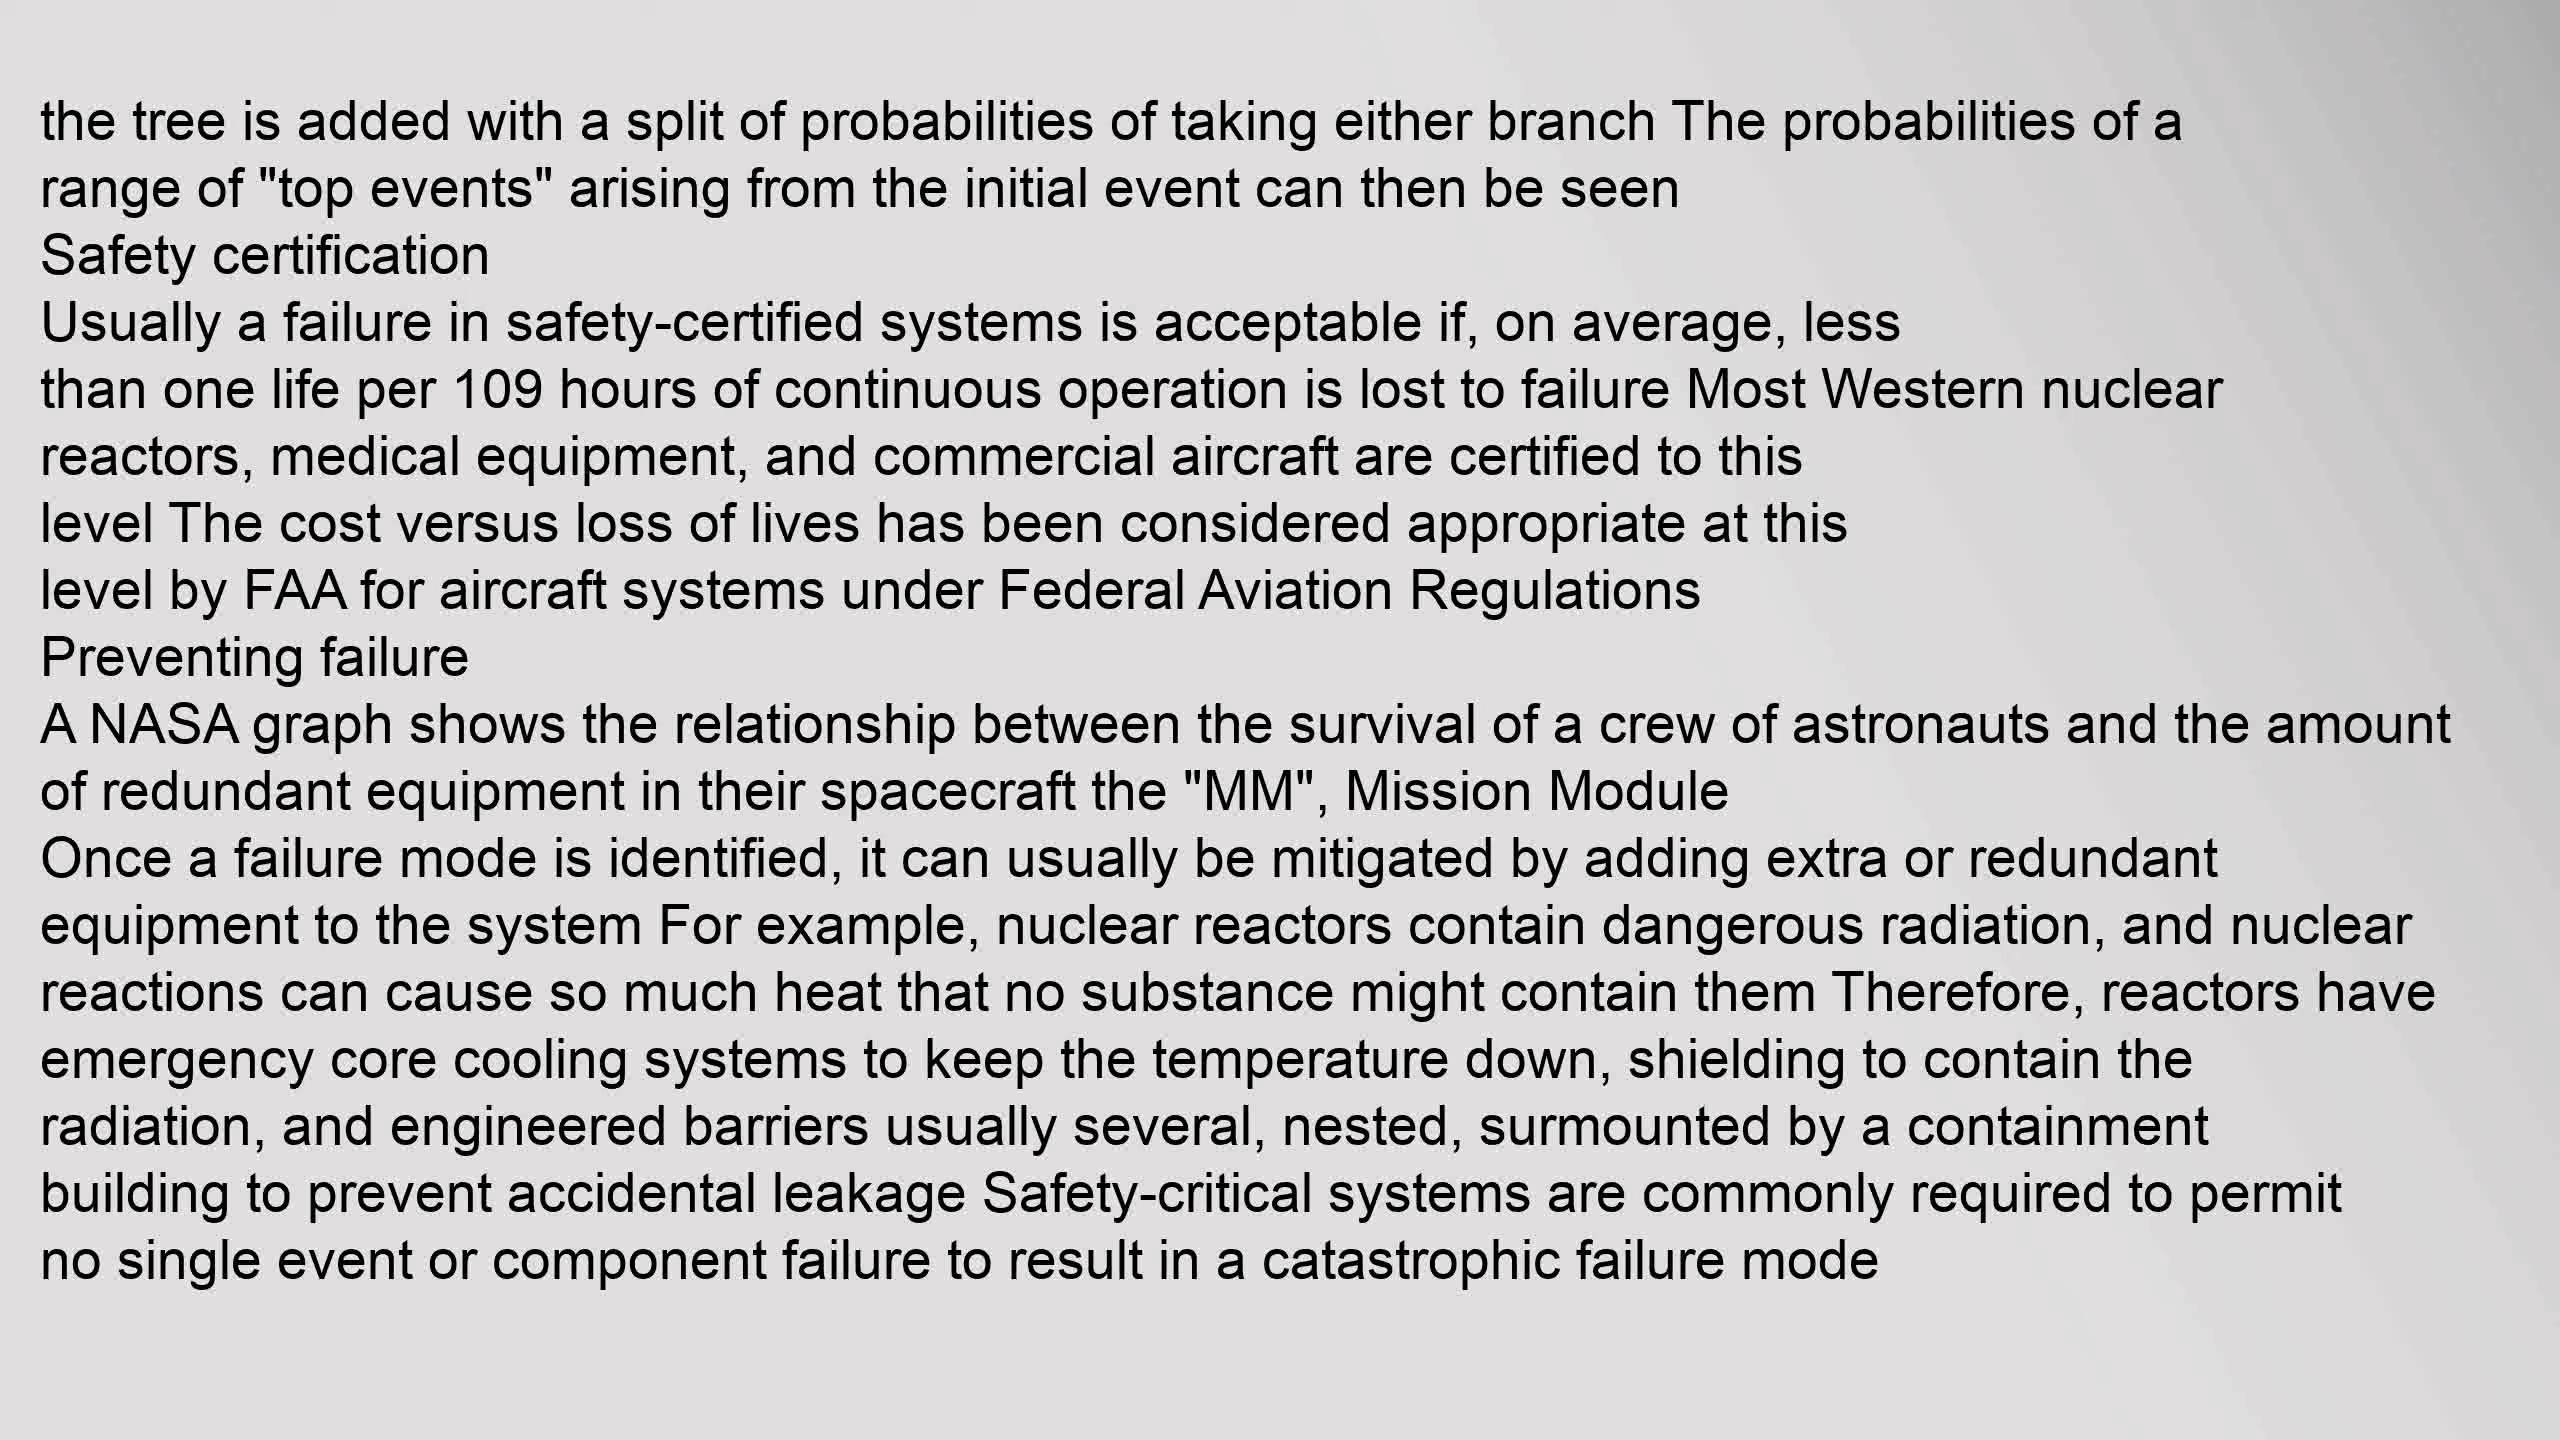 the tree is added with a split of probabilities of taking either branch The probabilities of a
range of "top events" arising from the initial event can then be seen
Safety certification
Usually a failure in safety-certified systems is acceptable if, on average, less
than one life per 109 hours of continuous operation is lost to failure Most Western nuclear
reactors, medical equipment, and commercial aircraft are certified to this
level The cost versus loss of lives has been considered appropriate at this
level by FAA for aircraft systems under Federal Aviation Regulations
Preventing failure
A NASA graph shows the relationship between the survival of a crew of astronauts and the amount
of redundant equipment in their spacecraft the "MM", Mission Module
Once a failure mode is identified, it can usually be mitigated by adding extra or redundant
equipment to the system For example, nuclear reactors contain dangerous radiation, and nuclear
reactions can cause so much heat that no substance might contain them Therefore, reactors have
emergency core cooling systems to keep the temperature down, shielding to contain the
radiation, and engineered barriers usually several, nested, surmounted by a containment
building to prevent accidental leakage Safety-critical systems are commonly required to permit
no single event or component failure to result in a catastrophic failure mode